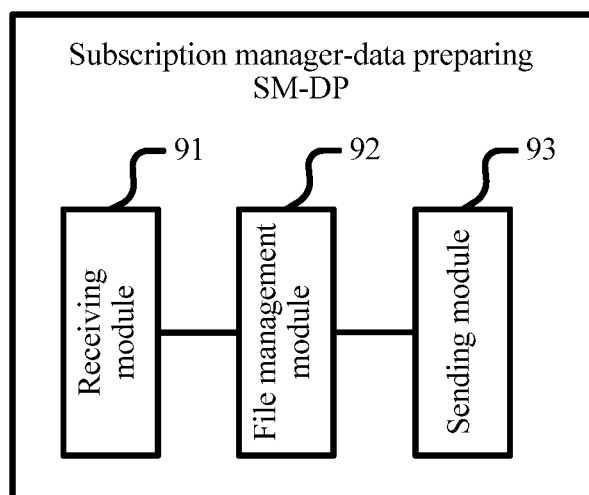 Subscription manager-data preparing
SM-DP
91
92
93
Receiving
module
File management
module
Sending module